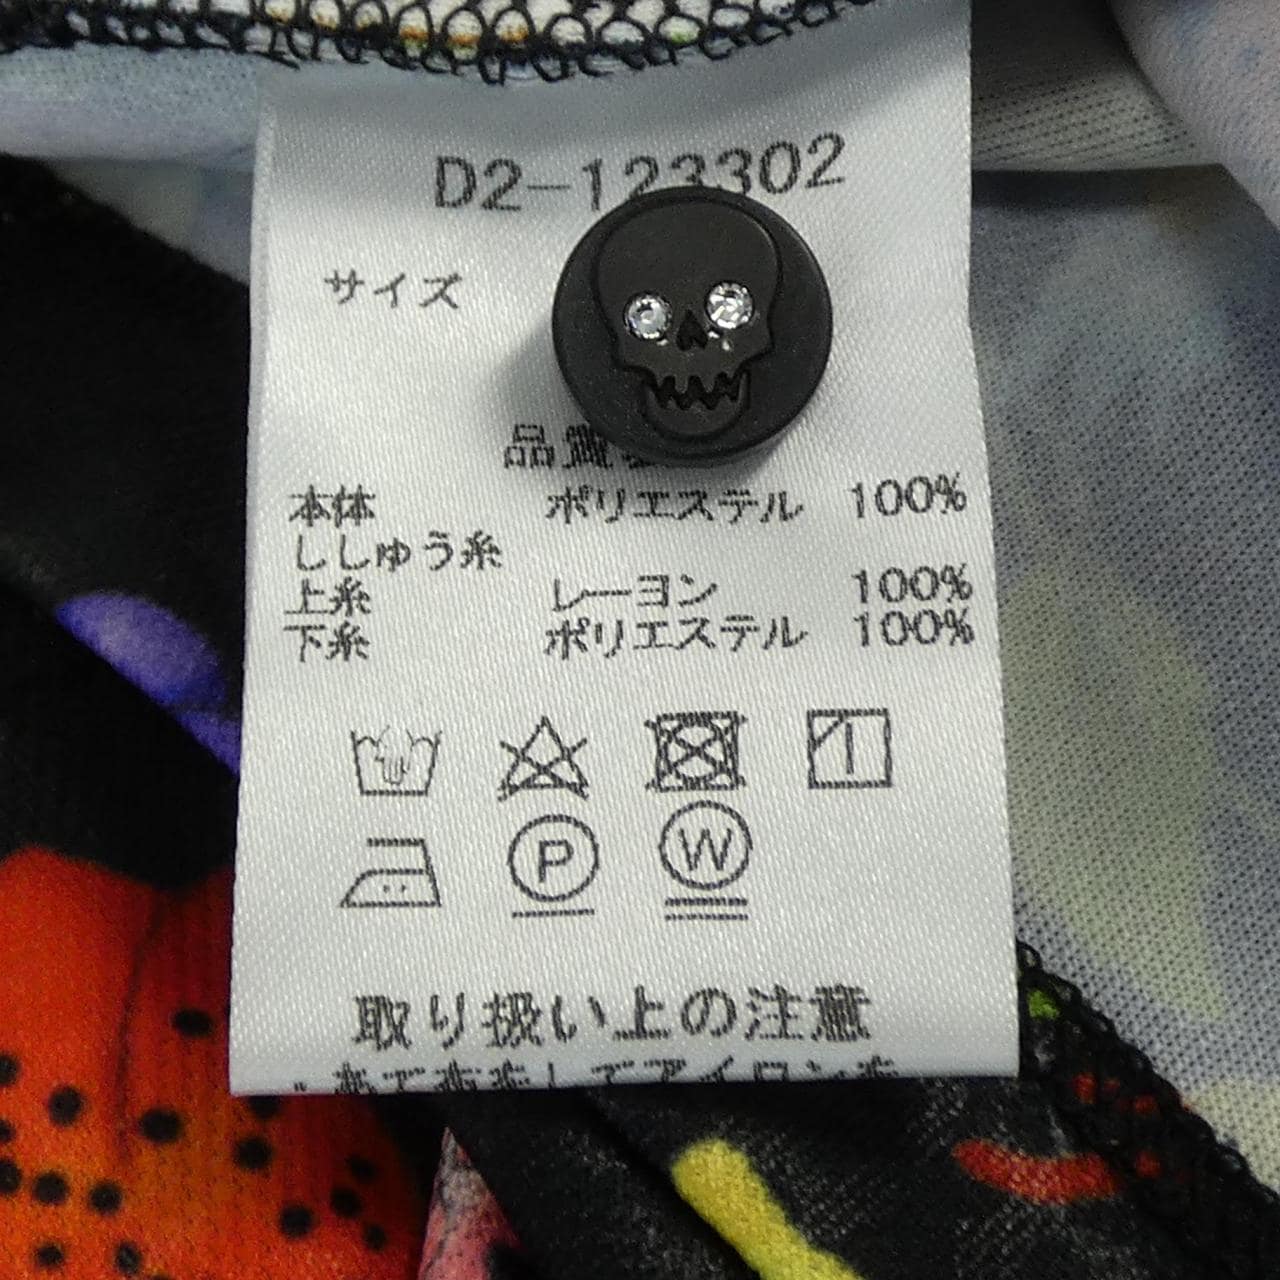 D2-123302
サイズ
品質
本体 ポリエステル 100%
ししゅう糸
上糸 レーヨン 100%
下糸 ポリエステル 100%
P W
取り扱い上の注意